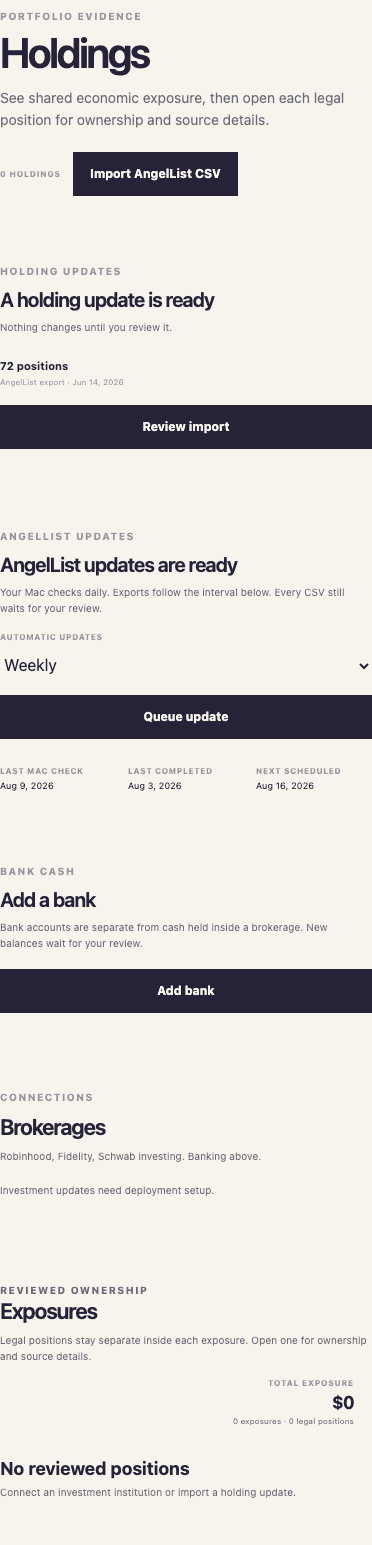 PORTFOLIO EVIDENCE
Holdings
See shared economic exposure, then open each legal
position for ownership and source details.
0 HOLDINGS
Import AngelList CSV
HOLDING UPDATES
A holding update is ready
Nothing changes until you review it.
72 positions
AngelList export · Jun 14, 2026
Review import
ANGELLIST UPDATES
AngelList updates are ready
Your Mac checks daily. Exports follow the interval below. Every CSV still
waits for your review.
AUTOMATIC UPDATES
Weekly
Queue update
LAST MAC CHECK LAST COMPLETED NEXT SCHEDULED
Aug 9, 2026 Aug 3, 2026 Aug 16, 2026
BANK CASH
Add a bank
Bank accounts are separate from cash held inside a brokerage. New
balances wait for your review.
Add bank
CONNECTIONS
Brokerages
Robinhood, Fidelity, Schwab investing. Banking above.
Investment updates need deployment setup.
REVIEWED OWNERSHIP
Exposures
Legal positions stay separate inside each exposure. Open one for ownership
and source details.
TOTAL EXPOSURE
$0
0 exposures · 0 legal positions
No reviewed positions
Connect an investment institution or import a holding update.